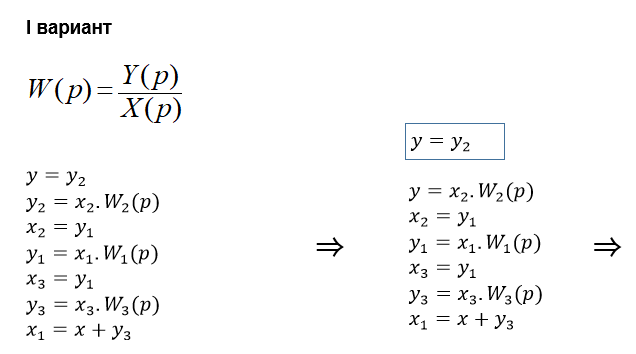 I вариант
W(p)=Y(p)/X(p)
y = y₂
y₂ = x₂. W₂(p)
x₂ = y₁
y₁ = x₁. W₁(p)
x₃ = y₁
y₃ = x₃. W₃(p)
x₁ = x + y₃
⇒
y = y₂
y = x₂. W₂(p)
x₂ = y₁
y₁ = x₁. W₁(p)
x₃ = y₁
y₃ = x₃. W₃(p)
x₁ = x + y₃
⇒